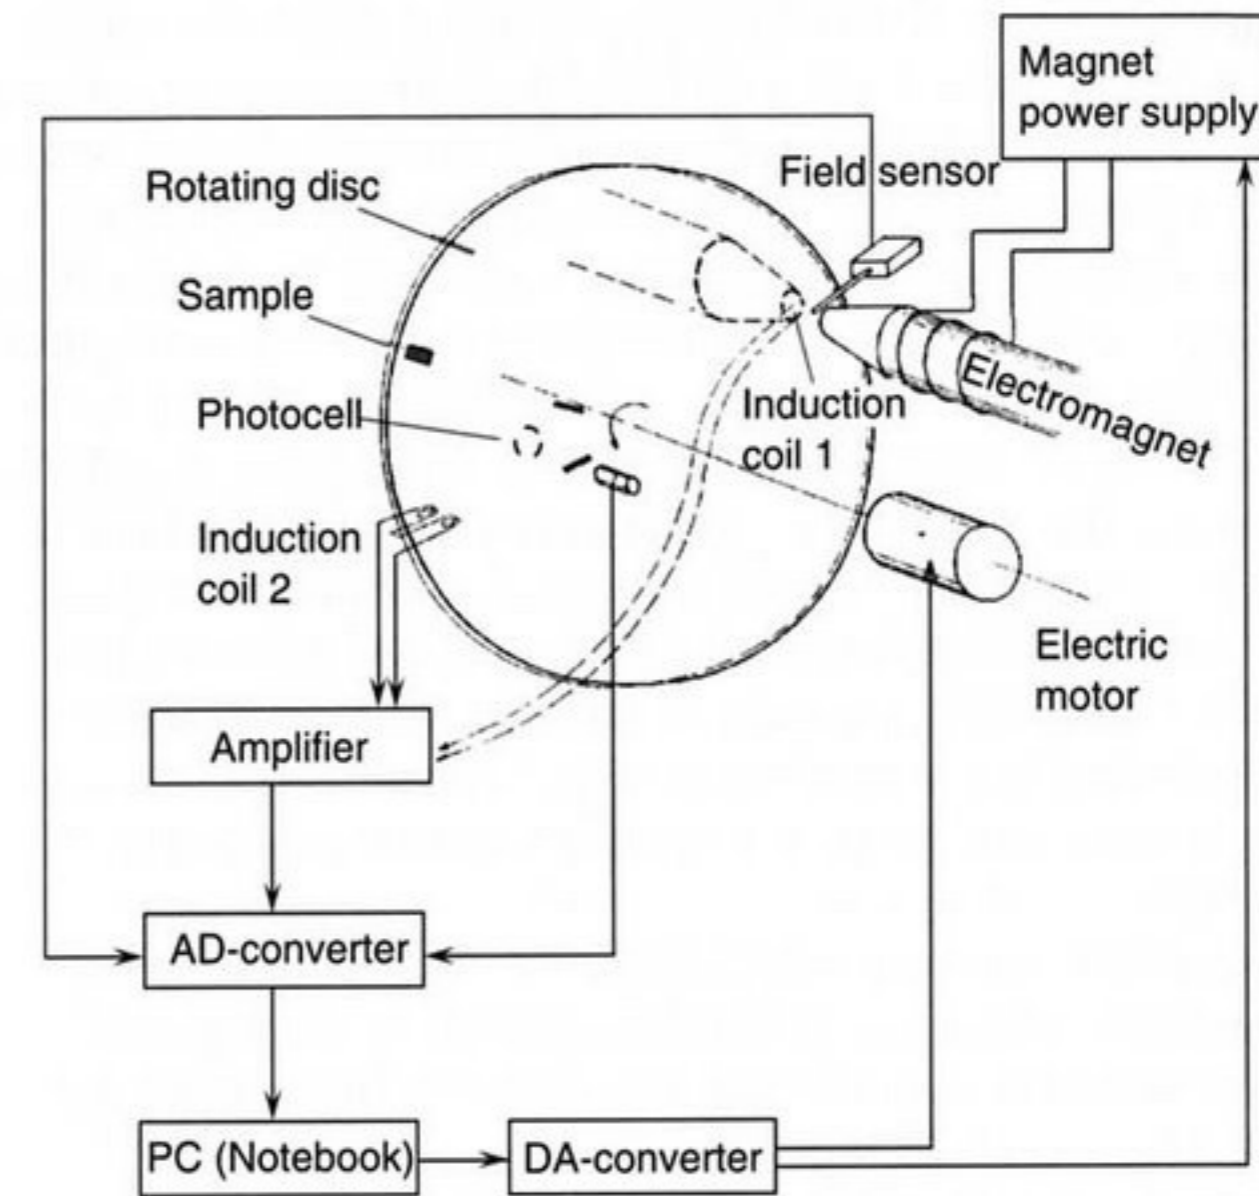 Magnet
power supply
Field sensor
Rotating disc
Sample
Photocell
Induction
coil 1
Electromagnet
Induction
coil 2
Electric
motor
Amplifier
AD-converter
PC (Notebook)
DA-converter